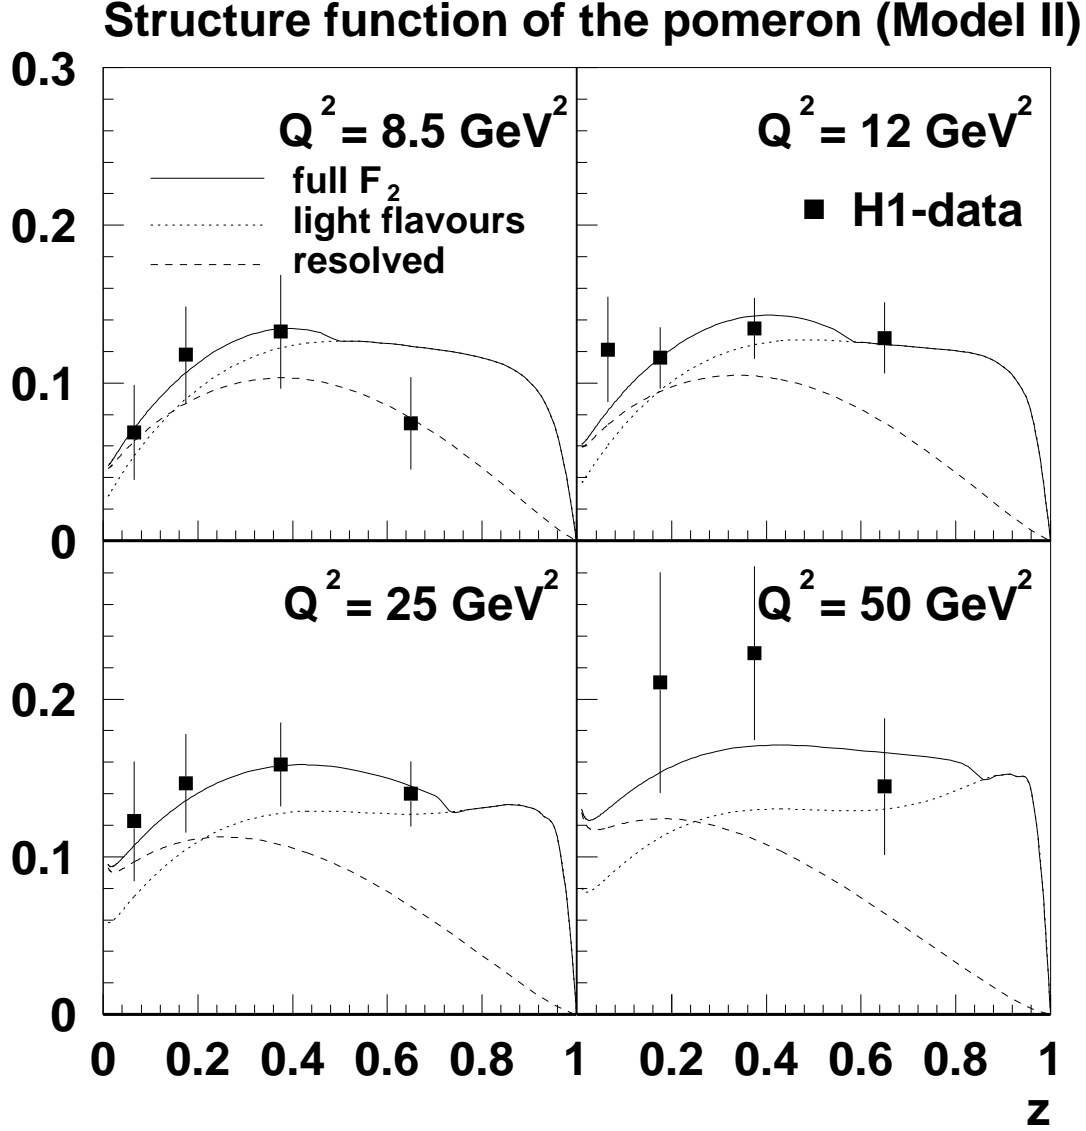 Structure function of the pomeron (Model II)
0.3
Q² = 8.5 GeV²
Q² = 12 GeV²
full F₂
light flavours
resolved
H1-data
0.2
0.1
0
Q² = 25 GeV²
Q² = 50 GeV²
0.2
0.1
0
0 0.2 0.4 0.6 0.8 1 0.2 0.4 0.6 0.8 1
z